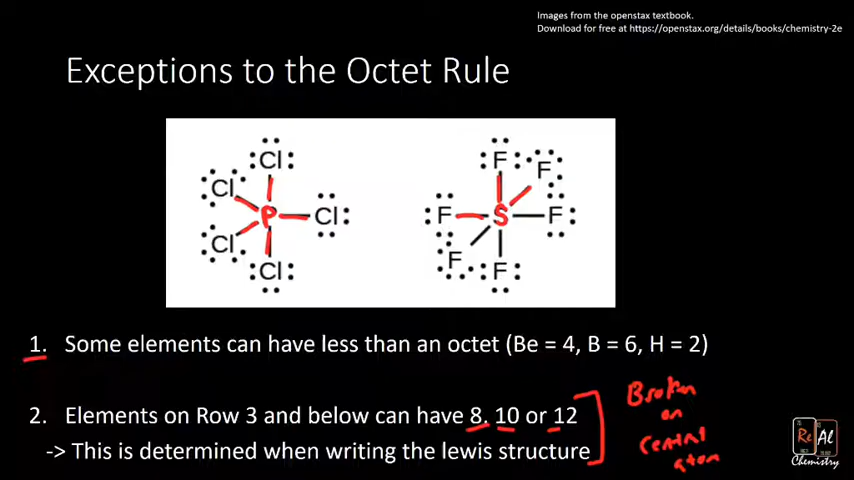 Images from the openstax textbook.
Download for free at https://openstax.org/details/books/chemistry-2e
Exceptions to the Octet Rule
Cl
Cl
P
Cl
Cl
Cl
F
F
F
S
F
F
F
1. Some elements can have less than an octet (Be = 4, B = 6, H = 2)
2. Elements on Row 3 and below can have 8, 10 or 12
-> This is determined when writing the lewis structure
Broken
on
central
atom
Re Al
Chemistry